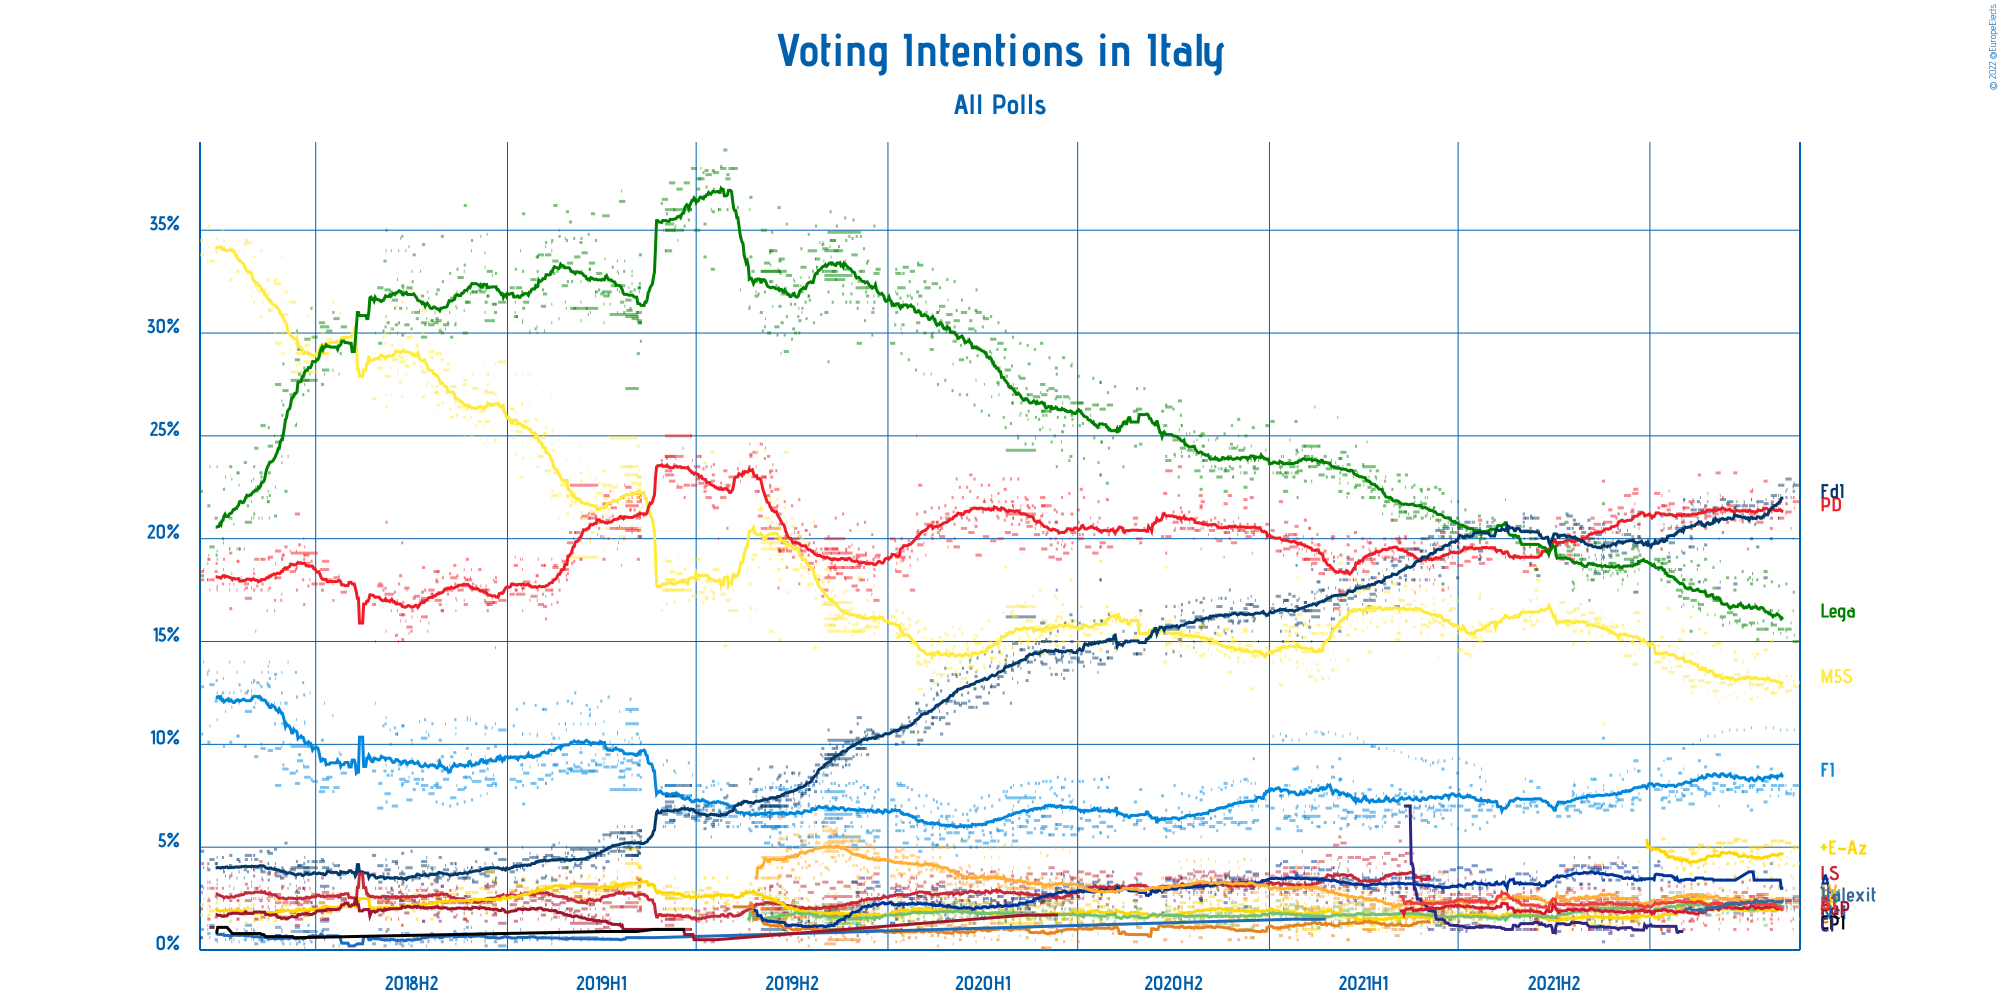 © 2022 @EuropeElects
Voting Intentions in Italy
All Polls
35%
30%
25%
20%
15%
10%
5%
0%
FdI
PD
Lega
M5S
FI
+E-Az
LS
Italexit
2018H2
2019H1
2019H2
2020H1
2020H2
2021H1
2021H2